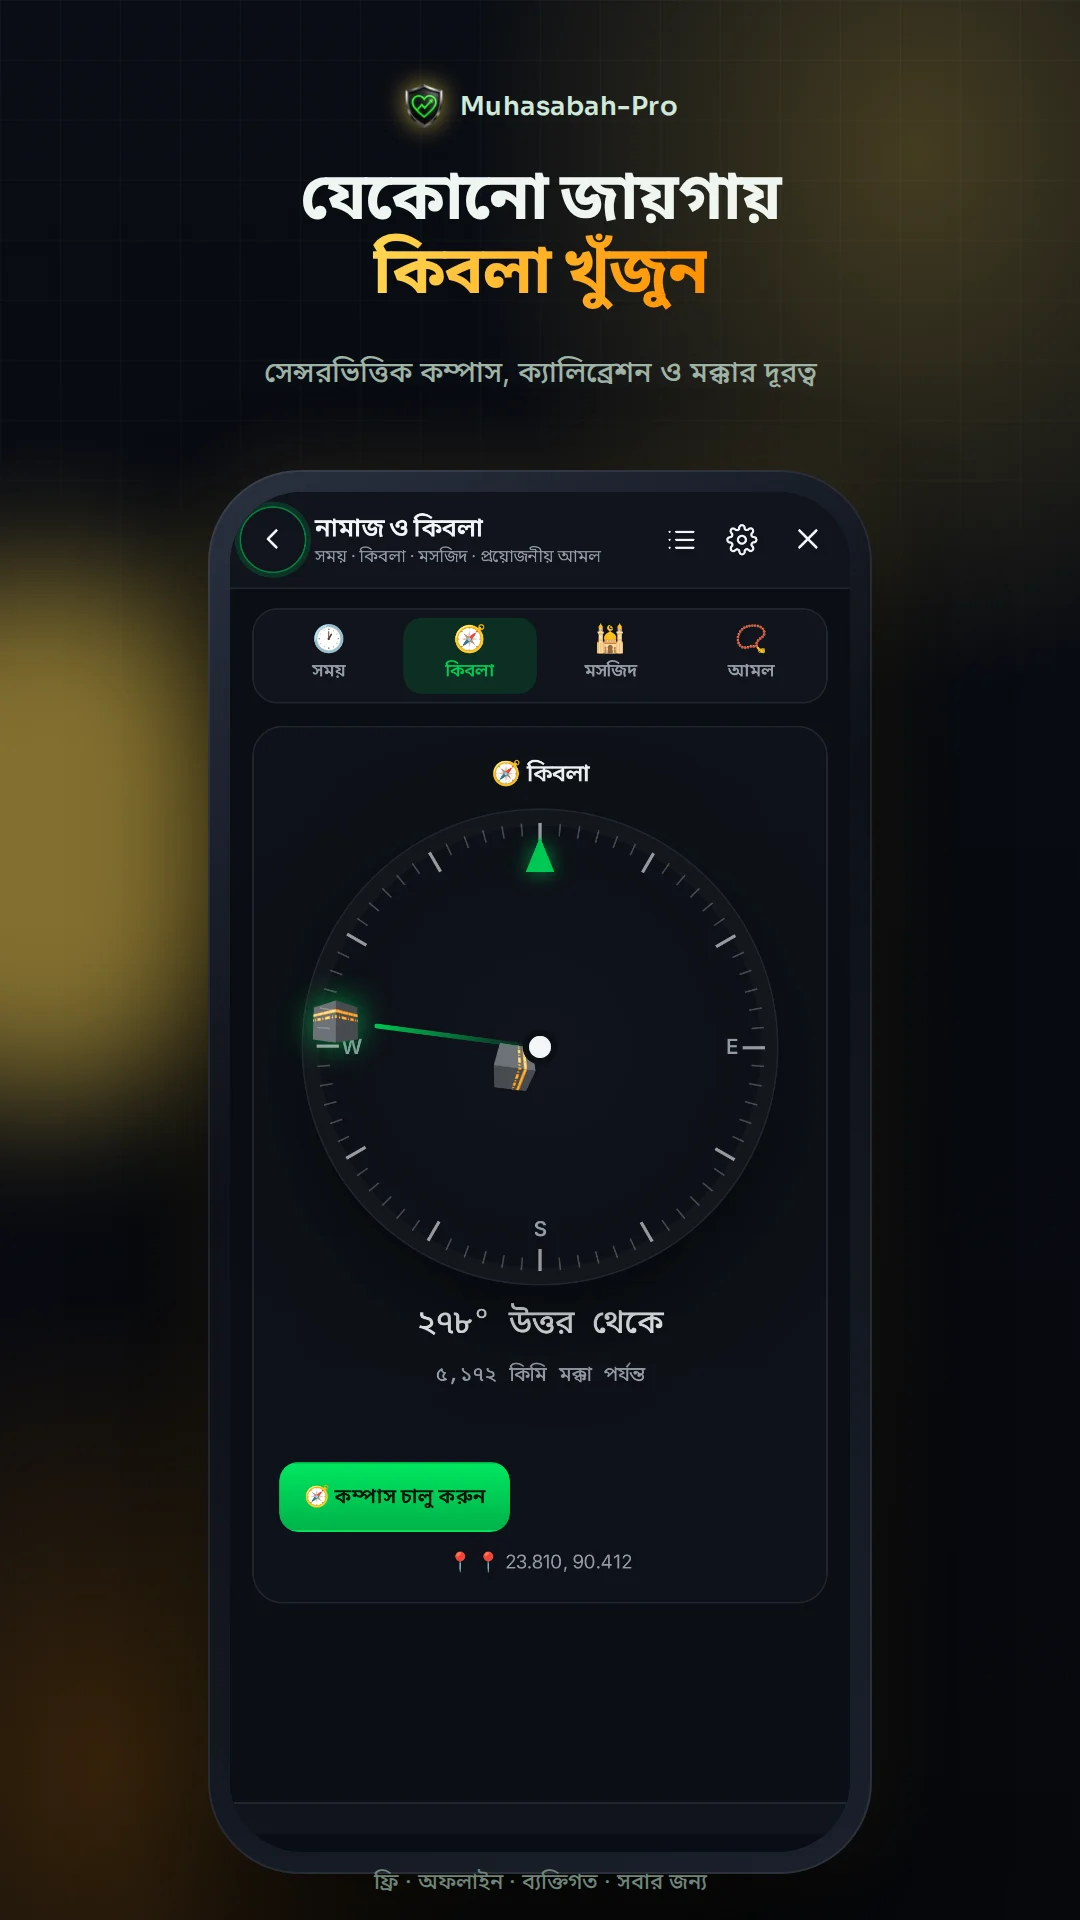 Muhasabah-Pro
যেকোনো জায়গায়
কিবলা খুঁজুন
সেন্সরভিত্তিক কম্পাস, ক্যালিব্রেশন ও মক্কার দূরত্ব
নামাজ ও কিবলা
সময় · কিবলা · মসজিদ · প্রয়োজনীয় আমল
সময় কিবলা মসজিদ আমল
কিবলা
W E
S
২৭৮° উত্তর থেকে
৫,১৭২ কিমি মক্কা পর্যন্ত
কম্পাস চালু করুন
23.810, 90.412
ফ্রি · অফলাইন · ব্যক্তিগত · সবার জন্য